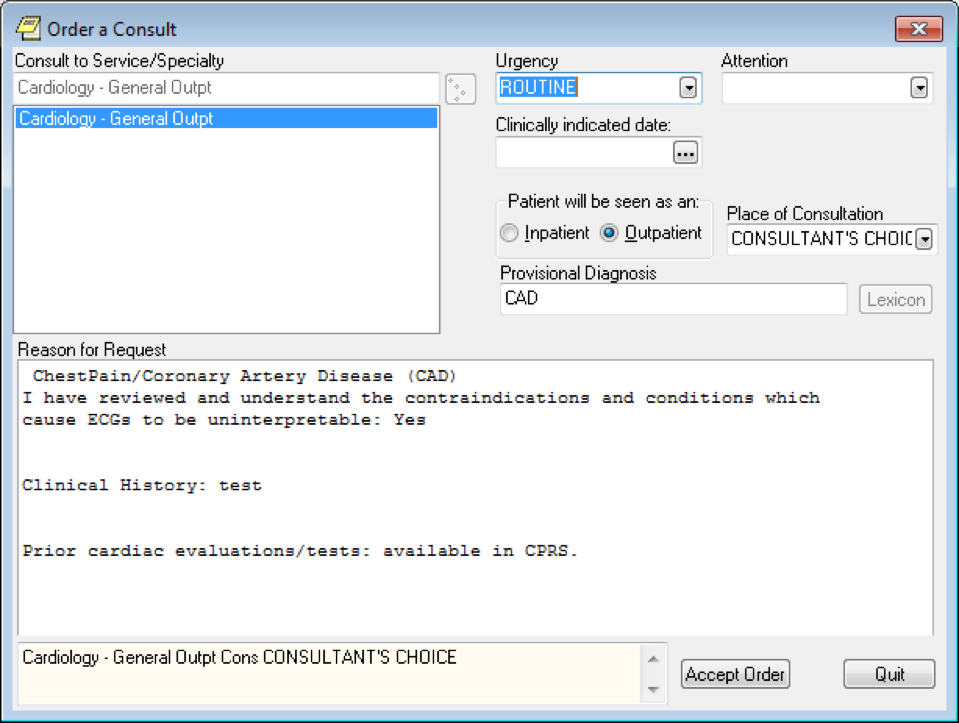 Order a Consult
Consult to Service/Specialty
Cardiology - General Outpt
Cardiology - General Outpt
Urgency
ROUTINE
Attention
Clinically indicated date:
...
Patient will be seen as an:
Inpatient Outpatient
Place of Consultation
CONSULTANT'S CHOIC
Provisional Diagnosis
CAD
Lexicon
Reason for Request
ChestPain/Coronary Artery Disease (CAD)
I have reviewed and understand the contraindications and conditions which
cause ECGs to be uninterpretable: Yes
Clinical History: test
Prior cardiac evaluations/tests: available in CPRS.
Cardiology - General Outpt Cons CONSULTANT'S CHOICE
Accept Order
Quit